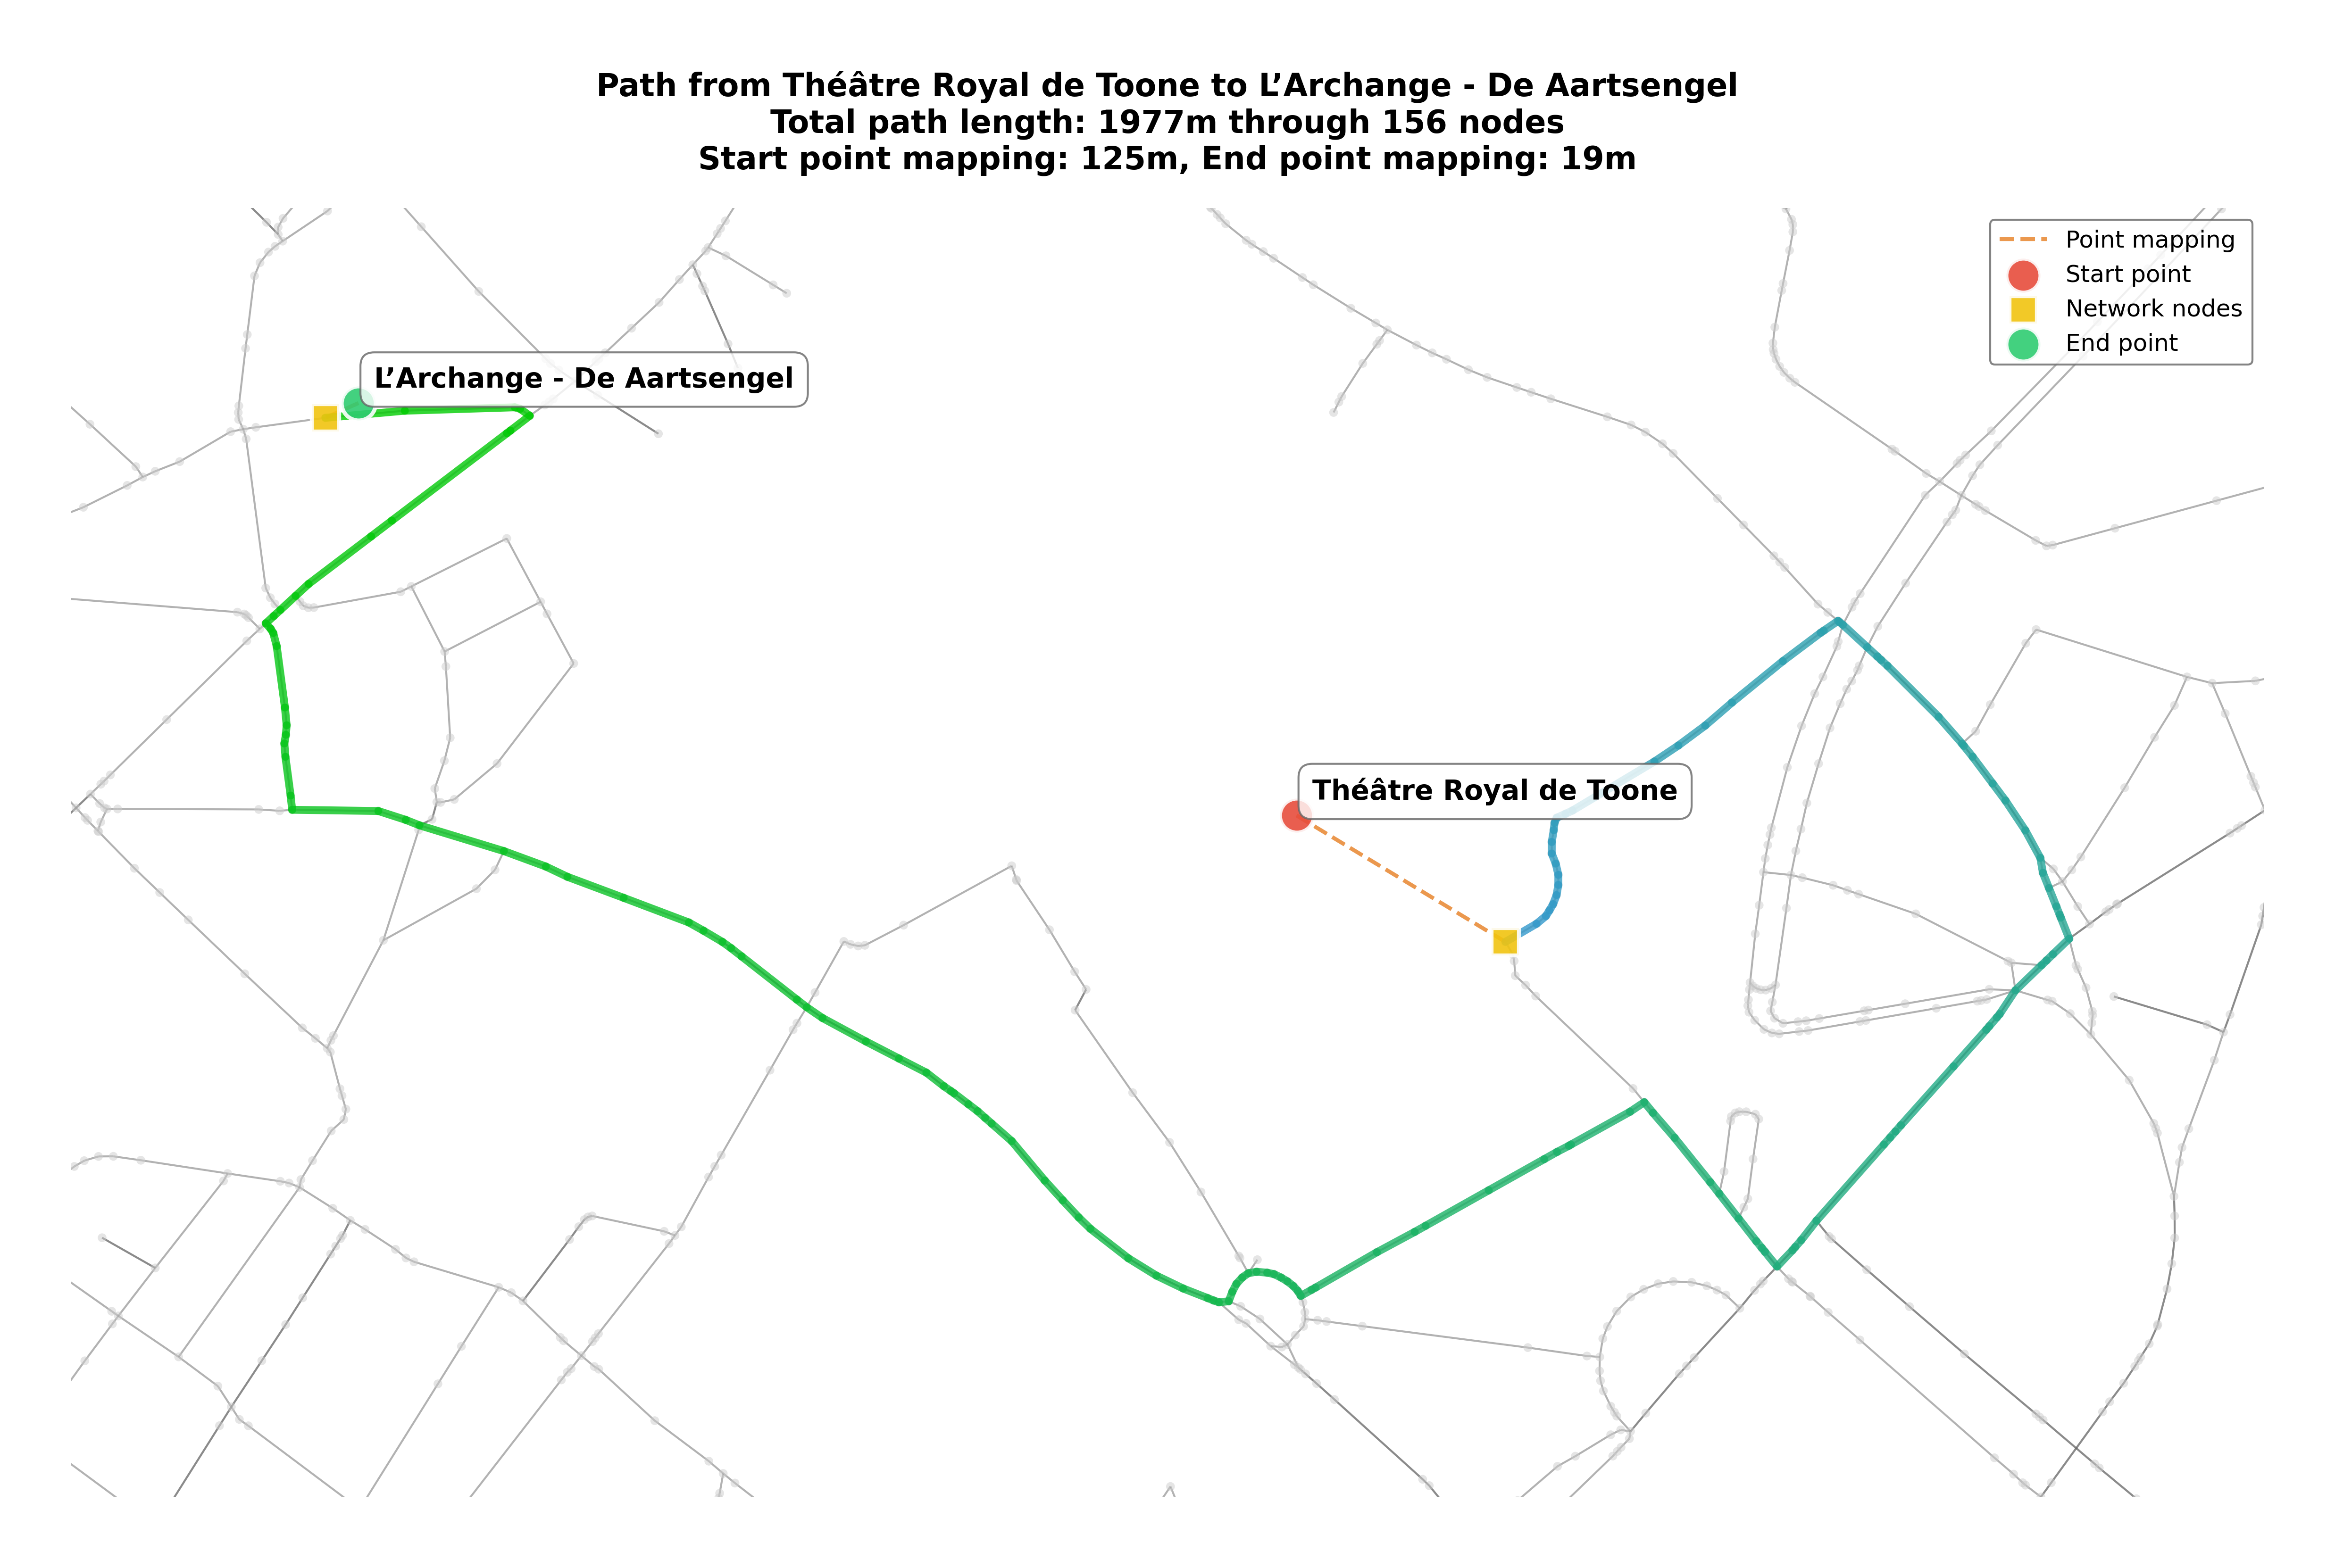 Path from Théâtre Royal de Toone to L’Archange - De Aartsengel
Total path length: 1977m through 156 nodes
Start point mapping: 125m, End point mapping: 19m
Point mapping
Start point
Network nodes
End point
L’Archange - De Aartsengel
Théâtre Royal de Toone